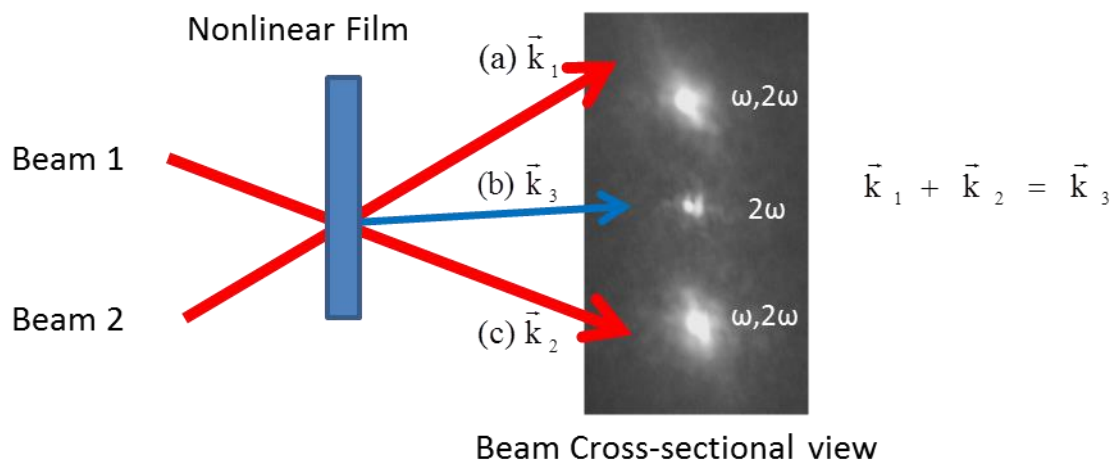 Nonlinear Film
(a) k⃗ ₁
ω,2ω
Beam 1
(b) k⃗ ₃
2ω
k⃗ ₁ + k⃗ ₂ = k⃗ ₃
Beam 2
ω,2ω
(c) k⃗ ₂
Beam Cross-sectional view